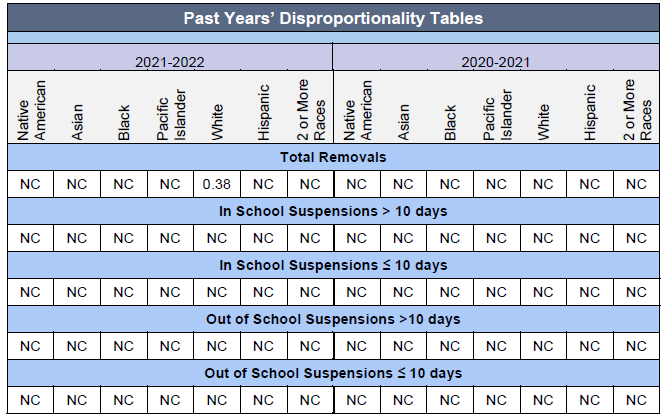 Past Years' Disproportionality Tables
2021-2022 2020-2021
Native American Asian Black Pacific Islander White Hispanic 2 or More Races Native American Asian Black Pacific Islander White Hispanic 2 or More Races
Total Removals
NC NC NC NC 0.38 NC NC NC NC NC NC NC NC NC
In School Suspensions > 10 days
NC NC NC NC NC NC NC NC NC NC NC NC NC NC
In School Suspensions ≤ 10 days
NC NC NC NC NC NC NC NC NC NC NC NC NC NC
Out of School Suspensions >10 days
NC NC NC NC NC NC NC NC NC NC NC NC NC NC
Out of School Suspensions ≤ 10 days
NC NC NC NC NC NC NC NC NC NC NC NC NC NC